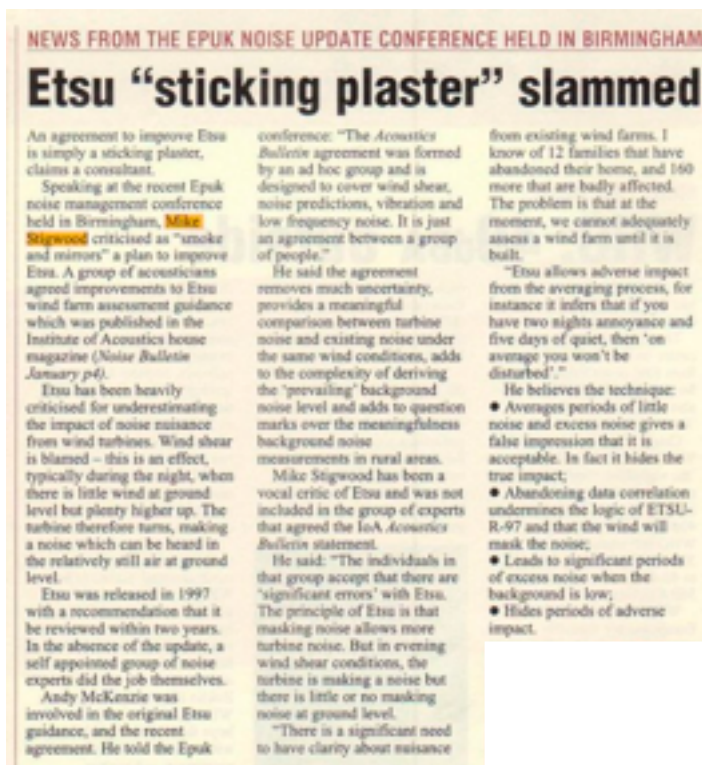 NEWS FROM THE EPUK NOISE UPDATE CONFERENCE HELD IN BIRMINGHAM
Etsu “sticking plaster” slammed
An agreement to improve Etsu
is simply a sticking plaster,
claims a consultant.
Speaking at the recent Epuk
noise management conference
held in Birmingham, Mike
Stigwood criticised as “smoke
and mirrors” a plan to improve
Etsu. A group of acousticians
agreed improvements to Etsu
wind farm assessment guidance
which was published in the
Institute of Acoustics house
magazine (Noise Bulletin
January p4).
Etsu has been heavily
criticised for underestimating
the impact of noise nuisance
from wind turbines. Wind shear
is blamed – this is an effect,
typically during the night, when
there is little wind at ground
level but plenty higher up. The
turbine therefore turns, making
a noise which can be heard in
the relatively still air at ground
level.
Etsu was released in 1997
with a recommendation that it
be reviewed within two years.
In the absence of the update, a
self appointed group of noise
experts did the job themselves.
Andy McKenzie was
involved in the original Etsu
guidance, and the recent
agreement. He told the Epuk
conference: “The Acoustics
Bulletin agreement was formed
by an ad hoc group and is
designed to cover wind shear,
noise predictions, vibration and
low frequency noise. It is just
an agreement between a group
of people.”
He said the agreement
removes much uncertainty,
provides a meaningful
comparison between turbine
noise and existing noise under
the same wind conditions, adds
to the complexity of deriving
the ‘prevailing’ background
noise level and adds to question
marks over the meaningfulness
background noise
measurements in rural areas.
Mike Stigwood has been a
vocal critic of Etsu and was not
included in the group of experts
that agreed the IoA Acoustics
Bulletin statement.
He said: “The individuals in
that group accept that there are
‘significant errors’ with Etsu.
The principle of Etsu is that
masking noise allows more
turbine noise. But in evening
wind shear conditions, the
turbine is making a noise but
there is little or no masking
noise at ground level.
“There is a significant need
to have clarity about nuisance
from existing wind farms. I
know of 12 families that have
abandoned their home, and 160
more that are badly affected.
The problem is that at the
moment, we cannot adequately
assess a wind farm until it is
built.
“Etsu allows adverse impact
from the averaging process, for
instance it infers that if you
have two nights annoyance and
five days of quiet, then ‘on
average you won’t be
disturbed’.”
He believes the technique:
● Averages periods of little
noise and excess noise gives a
false impression that it is
acceptable. In fact it hides the
true impact;
● Abandoning data correlation
undermines the logic of ETSU-
R-97 and that the wind will
mask the noise;
● Leads to significant periods
of excess noise when the
background is low;
● Hides periods of adverse
impact.